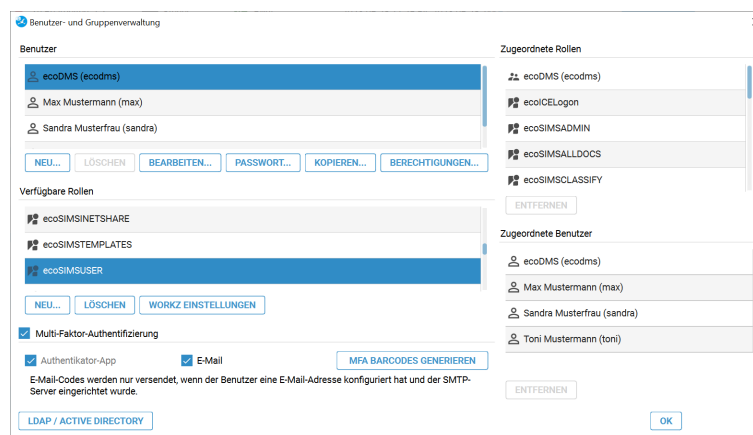 Benutzer- und Gruppenverwaltung
Benutzer
ecoDMS (ecodms)
Max Mustermann (max)
Sandra Musterfrau (sandra)
NEU...
LÖSCHEN
BEARBEITEN...
PASSWORT...
KOPIEREN...
BERECHTIGUNGEN...
Verfügbare Rollen
ecoSIMSINETSHARE
ecoSIMSTEMPLATES
ecoSIMSUSER
NEU...
LÖSCHEN
WORKZ EINSTELLUNGEN
Multi-Faktor-Authentifizierung
Authentikator-App
E-Mail
MFA BARCODES GENERIEREN
E-Mail-Codes werden nur versendet, wenn der Benutzer eine E-Mail-Adresse konfiguriert hat und der SMTP-
Server eingerichtet wurde.
LDAP / ACTIVE DIRECTORY
Zugeordnete Rollen
ecoDMS (ecodms)
ecoICELogon
ecoSIMSADMIN
ecoSIMSALLDOCS
ecoSIMSCLASSIFY
ENTFERNEN
Zugeordnete Benutzer
ecoDMS (ecodms)
Max Mustermann (max)
Sandra Musterfrau (sandra)
Toni Mustermann (toni)
ENTFERNEN
OK